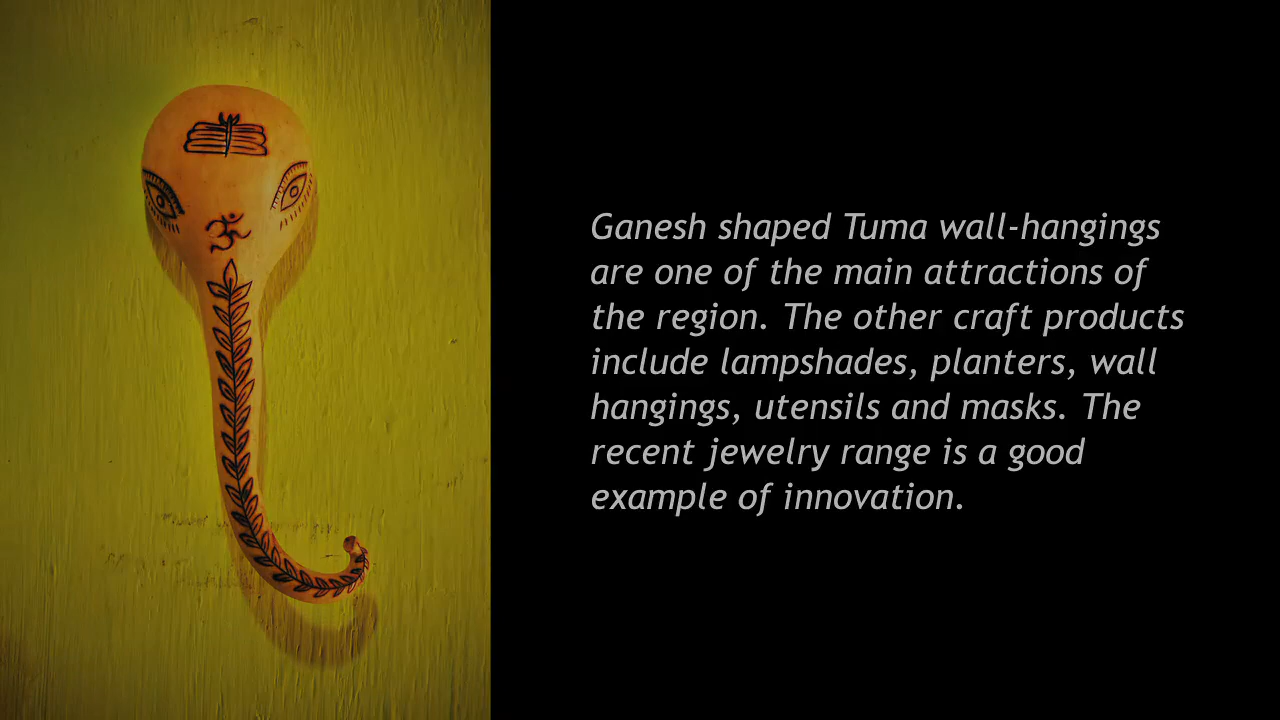 ॐ
Ganesh shaped Tuma wall-hangings
are one of the main attractions of
the region. The other craft products
include lampshades, planters, wall
hangings, utensils and masks. The
recent jewelry range is a good
example of innovation.